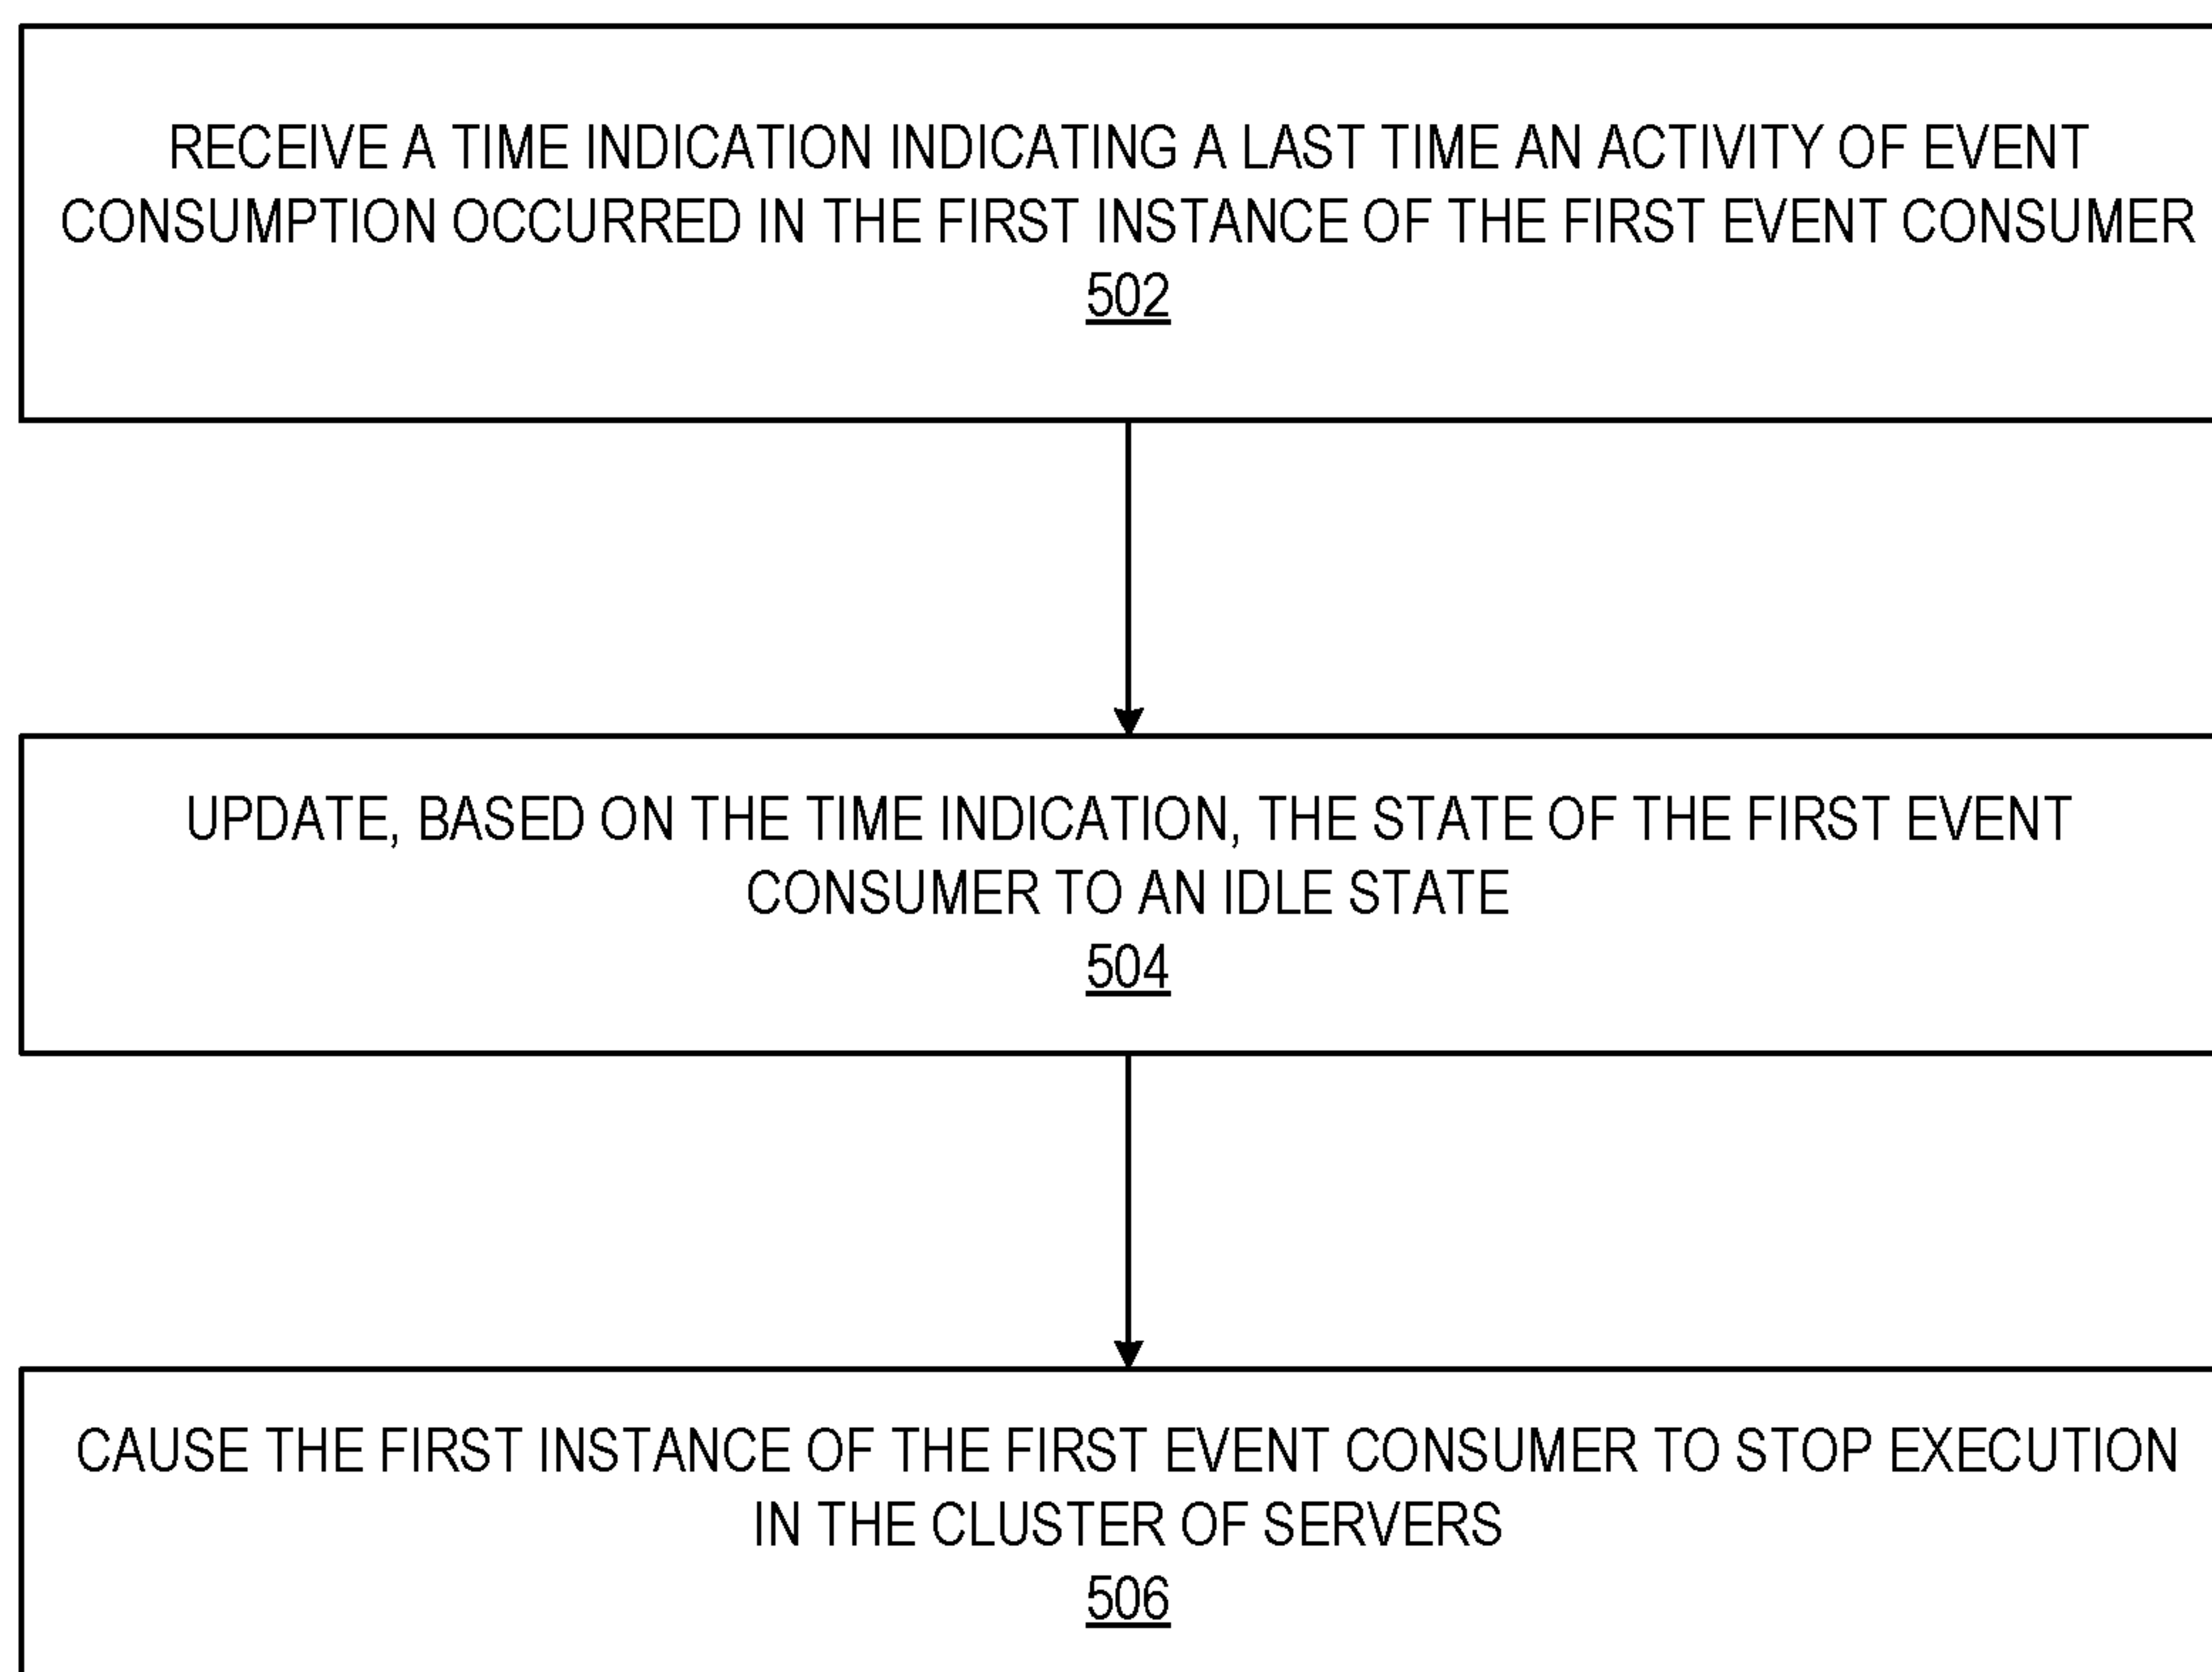 RECEIVE A TIME INDICATION INDICATING A LAST TIME AN ACTIVITY OF EVENT
CONSUMPTION OCCURRED IN THE FIRST INSTANCE OF THE FIRST EVENT CONSUMER
502
UPDATE, BASED ON THE TIME INDICATION, THE STATE OF THE FIRST EVENT
CONSUMER TO AN IDLE STATE
504
CAUSE THE FIRST INSTANCE OF THE FIRST EVENT CONSUMER TO STOP EXECUTION
IN THE CLUSTER OF SERVERS
506